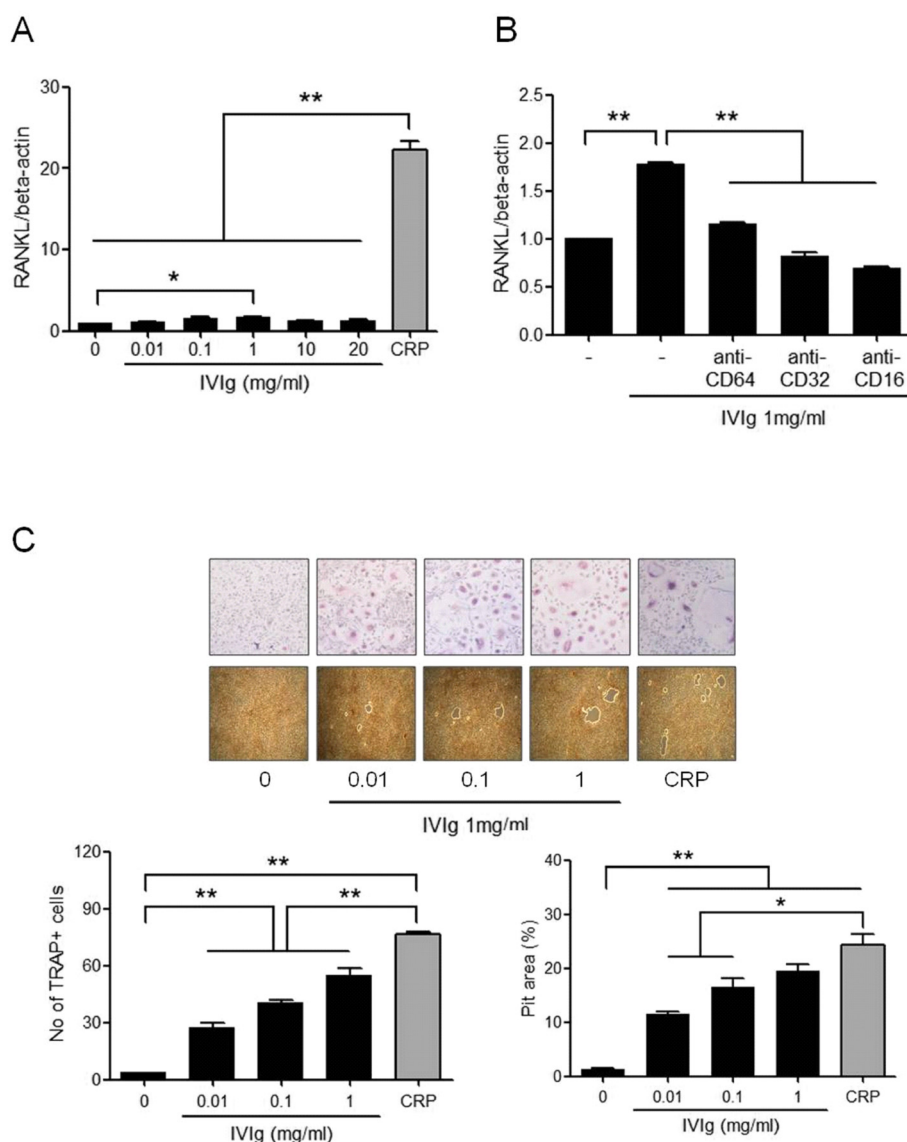 A
RANKL/beta-actin
30
20
10
0
**
*
0 0.01 0.1 1 10 20 CRP
IVIg (mg/ml)
B
RANKL/beta-actin
2.5
2.0
1.5
1.0
0.5
0.0
** **
- - anti-CD64 anti-CD32 anti-CD16
IVIg 1mg/ml
C
0 0.01 0.1 1 CRP
IVIg 1mg/ml
No of TRAP+ cells
120
90
60
30
0
**
** **
0 0.01 0.1 1 CRP
IVIg (mg/ml)
Pit area (%)
40
30
20
10
0
**
*
0 0.01 0.1 1 CRP
IVIg (mg/ml)